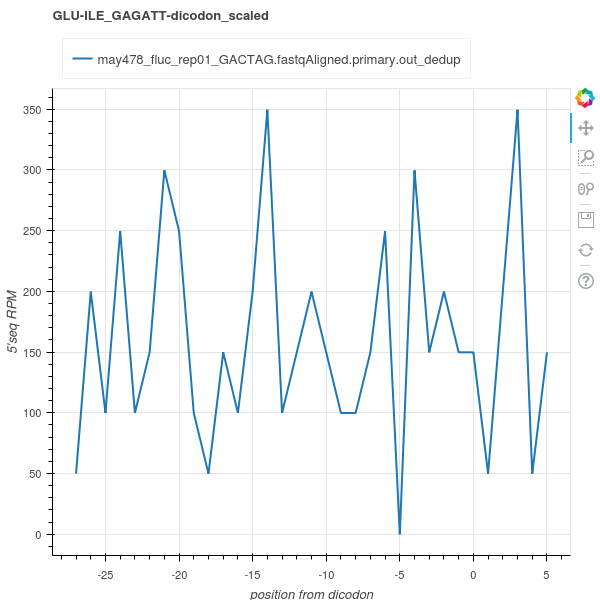 GLU-ILE_GAGATT-dicodon_scaled
may478_fluc_rep01_GACTAG.fastqAligned.primary.out_dedup
350
300
250
200
150
100
50
0
5'seq RPM
-25 -20 -15 -10 -5 0 5
position from dicodon